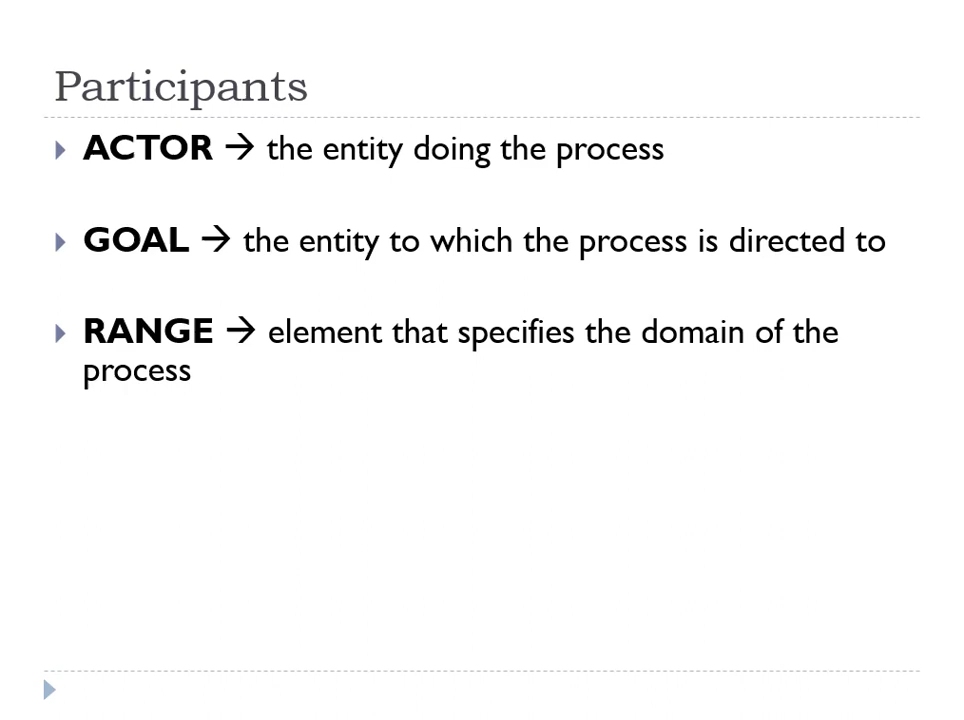 Participants
ACTOR → the entity doing the process
GOAL → the entity to which the process is directed to
RANGE → element that specifies the domain of the
process